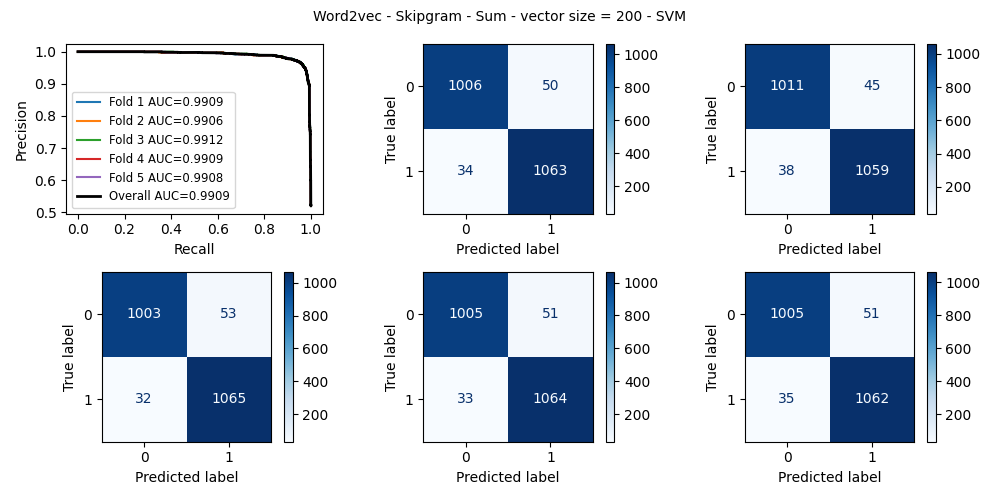 Word2vec - Skipgram - Sum - vector size = 200 - SVM
1.0
0.9
0.8
0.7
0.6
0.5
Precision
Fold 1 AUC=0.9909
Fold 2 AUC=0.9906
Fold 3 AUC=0.9912
Fold 4 AUC=0.9909
Fold 5 AUC=0.9908
Overall AUC=0.9909
0.0 0.2 0.4 0.6 0.8 1.0
Recall
True label
0 1006 50
1 34 1063
0 1
Predicted label
1000
800
600
400
200
True label
0 1011 45
1 38 1059
0 1
Predicted label
1000
800
600
400
200
True label
0 1003 53
1 32 1065
0 1
Predicted label
1000
800
600
400
200
True label
0 1005 51
1 33 1064
0 1
Predicted label
1000
800
600
400
200
True label
0 1005 51
1 35 1062
0 1
Predicted label
1000
800
600
400
200